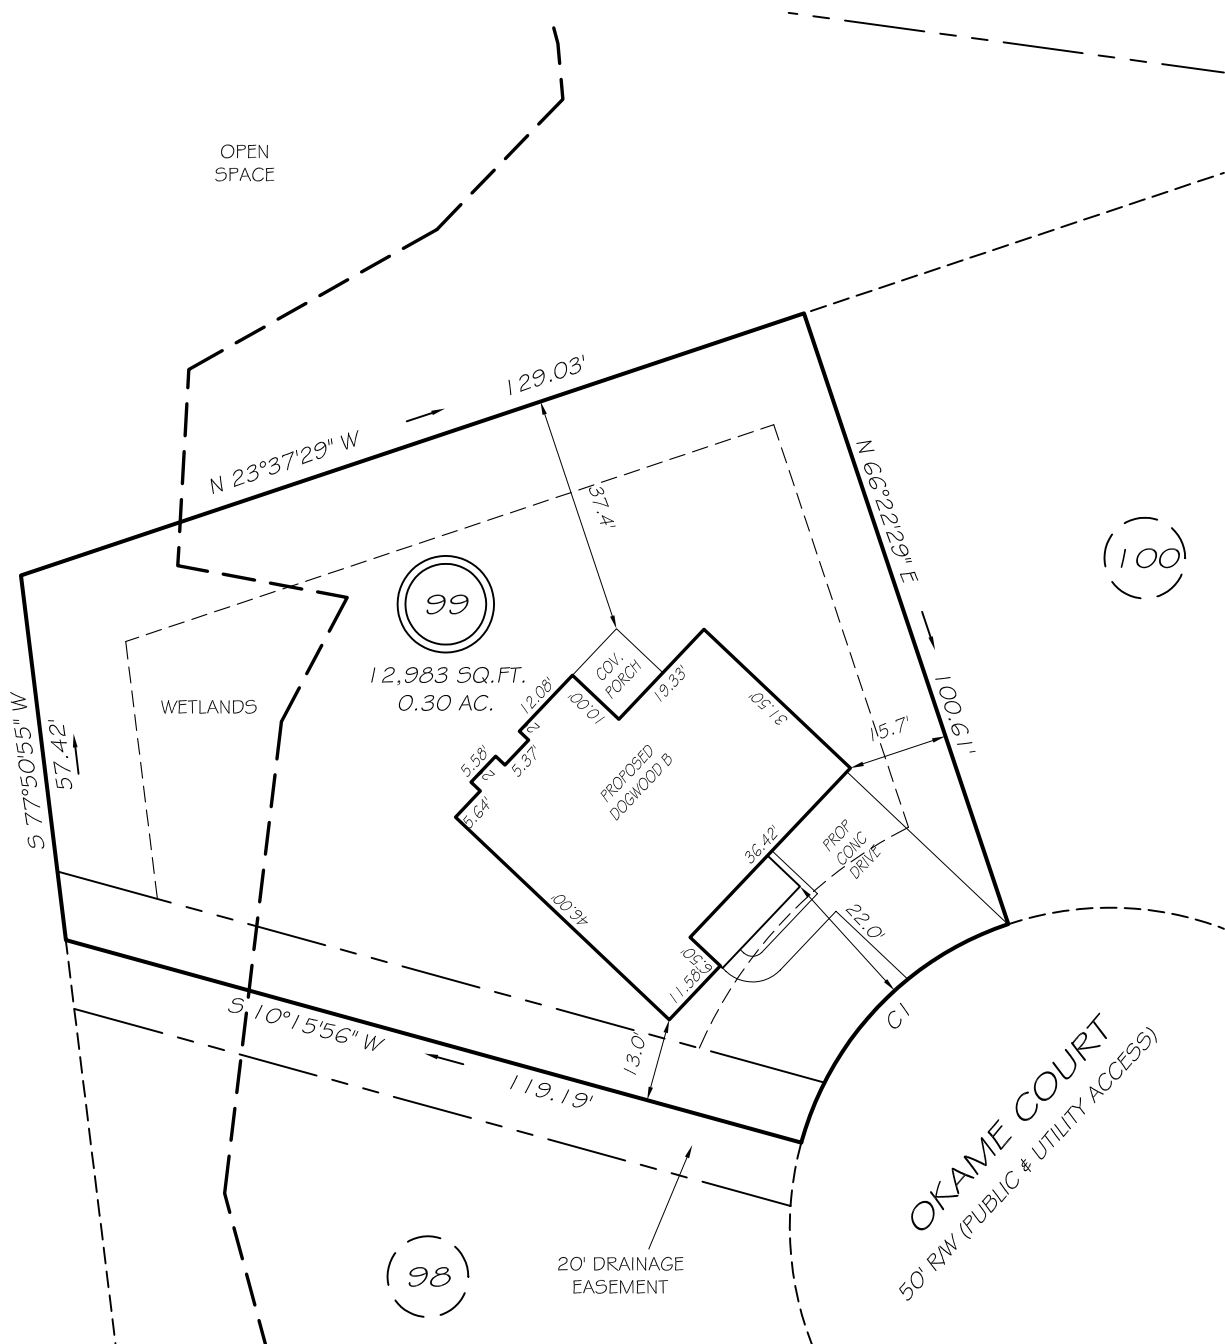 OPEN
SPACE
129.03'
N 23°37'29" W
37.4'
N 66°22'29" E
100.61'
100
99
12,983 SQ.FT.
0.30 AC.
WETLANDS
S 77°50'55" W
57.42'
COV.
PORCH
12.08'
10.00'
19.33'
31.50'
15.7'
2
5.37'
5.58'
2
5.64'
PROPOSED
DOGWOOD B
36.42'
PROP
CONC
DRIVE
46.00'
22.0'
9.50'
11.58'
13.0'
C1
S 10°15'56" W
119.19'
OKAME COURT
50' R/W (PUBLIC & UTILITY ACCESS)
20' DRAINAGE
EASEMENT
98